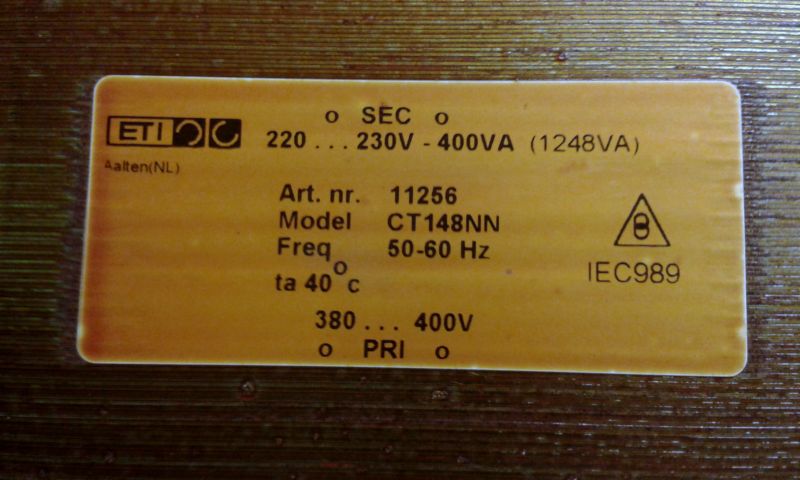 o SEC o
ETI
220 ... 230V - 400VA (1248VA)
Aalten(NL)
Art. nr. 11256
Model CT148NN
Freq 50-60 Hz
ta 40°c
IEC989
380 ... 400V
o PRI o